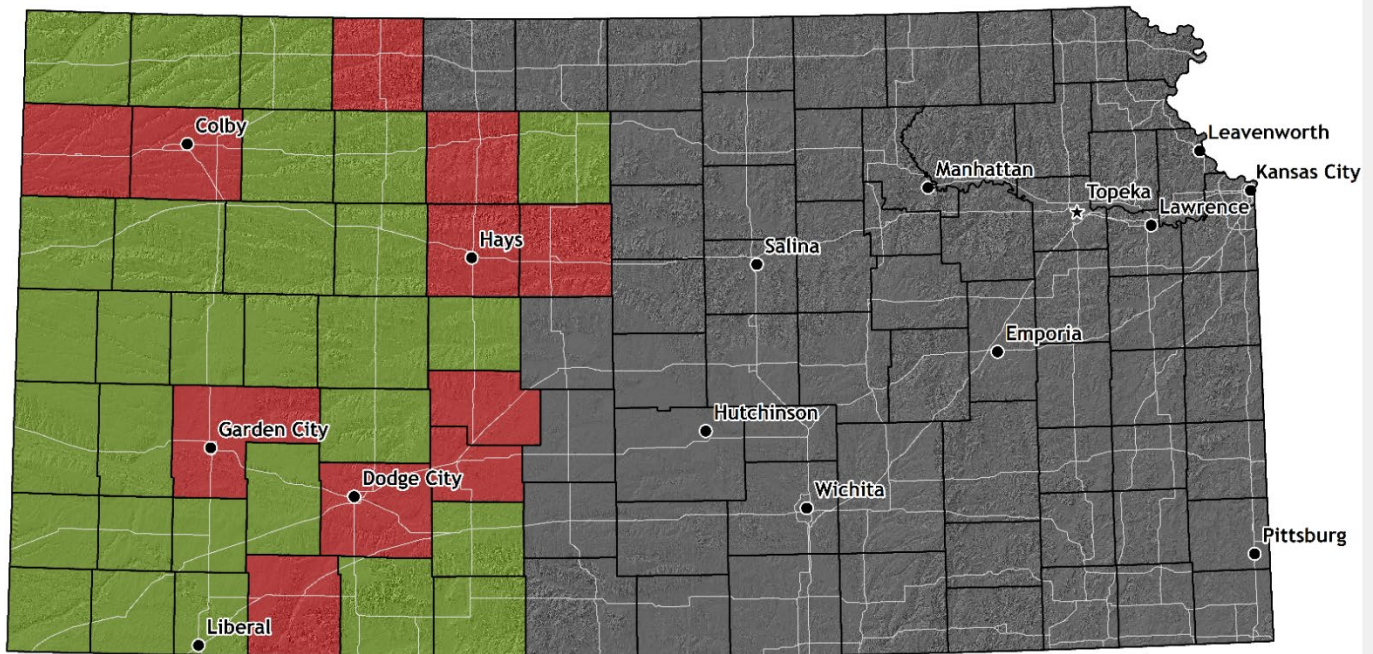 Colby
Leavenworth
Manhattan
Kansas City
Topeka
Lawrence
Hays
Salina
Emporia
Hutchinson
Garden City
Dodge City
Wichita
Pittsburg
Liberal